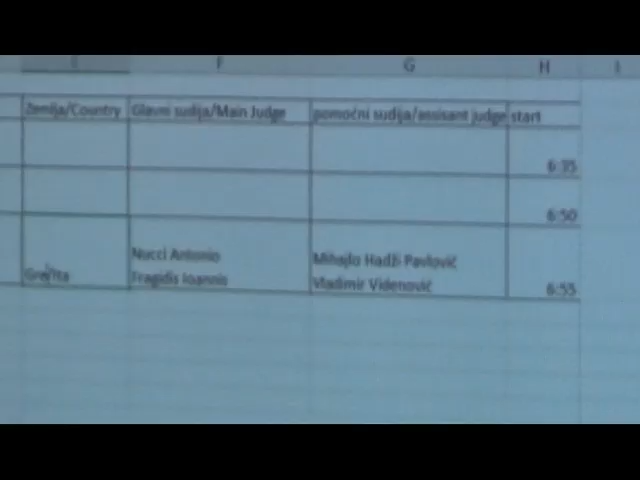 F G H I
Zemlja/Country Glavni sudija/Main Judge pomoćni sudija/assisant judge start
6:35
6:50
Nucci Antonio Mihajlo Hadži Pavlović
Fragidis Ioannis Vladimir Videnović 6:55